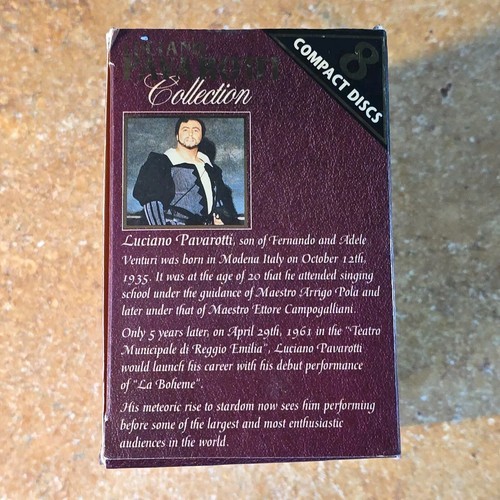 LUCIANO
PAVAROTTI
Collection
8
COMPACT DISCS
Luciano Pavarotti, son of Fernando and Adele
Venturi was born in Modena Italy on October 12th,
1935. It was at the age of 20 that he attended singing
school under the guidance of Maestro Arrigo Pola and
later under that of Maestro Ettore Campogalliani.
Only 5 years later, on April 29th, 1961 in the "Teatro
Municipale di Reggio Emilia", Luciano Pavarotti
would launch his career with his debut performance
of "La Boheme".
His meteoric rise to stardom now sees him performing
before some of the largest and most enthusiastic
audiences in the world.